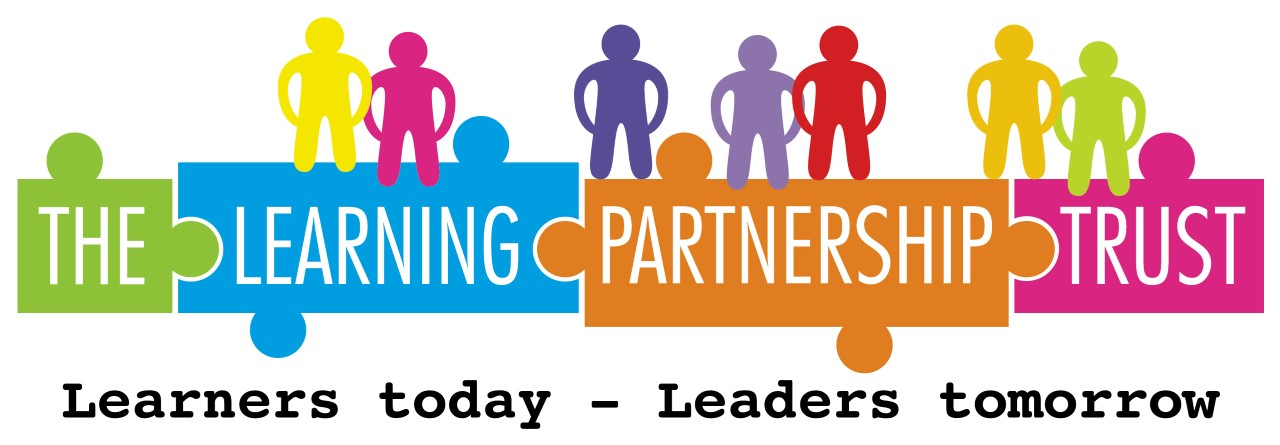 THE LEARNING PARTNERSHIP TRUST
Learners today – Leaders tomorrow